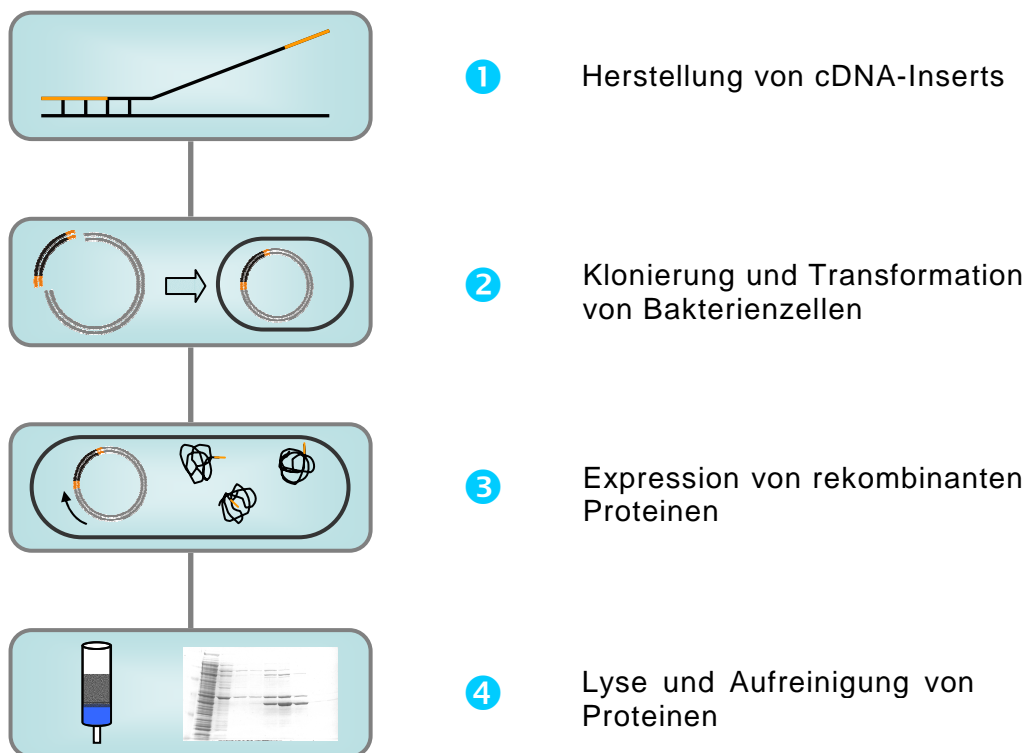 1 Herstellung von cDNA-Inserts
2 Klonierung und Transformation
von Bakterienzellen
3 Expression von rekombinanten
Proteinen
4 Lyse und Aufreinigung von
Proteinen